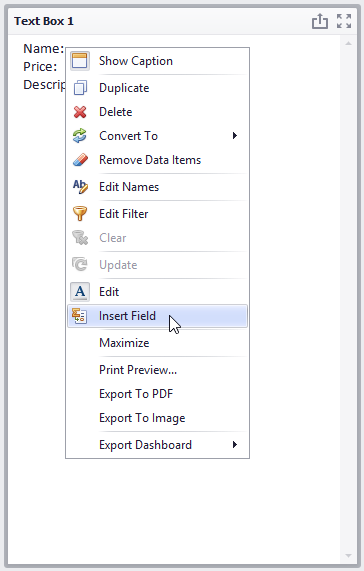 Text Box 1
Name:
Price:
Descrip
Show Caption
Duplicate
Delete
Convert To
Remove Data Items
Edit Names
Edit Filter
Clear
Update
Edit
Insert Field
Maximize
Print Preview...
Export To PDF
Export To Image
Export Dashboard